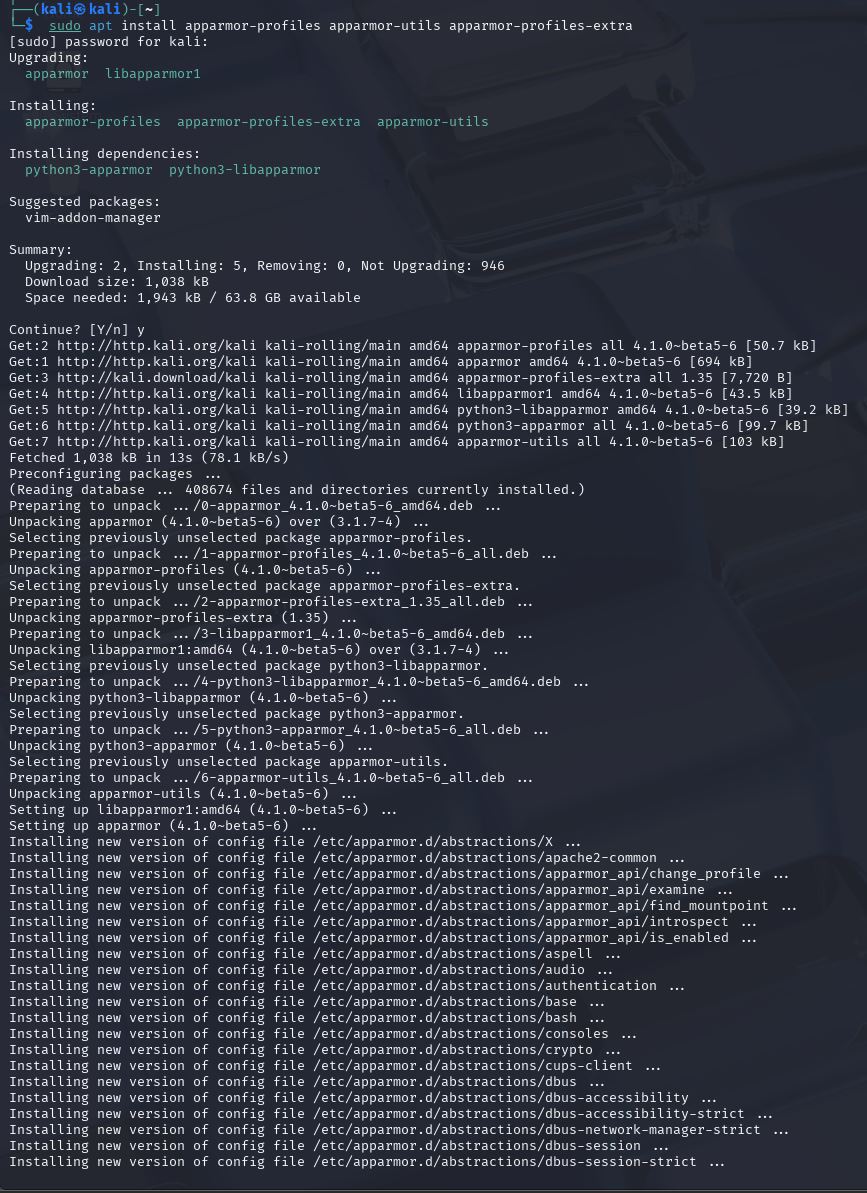 ┌──(kali㉿kali)-[~]
└─$ sudo apt install apparmor-profiles apparmor-utils apparmor-profiles-extra
[sudo] password for kali:
Upgrading:
  apparmor  libapparmor1

Installing:
  apparmor-profiles  apparmor-profiles-extra  apparmor-utils

Installing dependencies:
  python3-apparmor  python3-libapparmor

Suggested packages:
  vim-addon-manager

Summary:
  Upgrading: 2, Installing: 5, Removing: 0, Not Upgrading: 946
  Download size: 1,038 kB
  Space needed: 1,943 kB / 63.8 GB available

Continue? [Y/n] y
Get:2 http://http.kali.org/kali kali-rolling/main amd64 apparmor-profiles all 4.1.0~beta5-6 [50.7 kB]
Get:1 http://http.kali.org/kali kali-rolling/main amd64 apparmor amd64 4.1.0~beta5-6 [694 kB]
Get:3 http://kali.download/kali kali-rolling/main amd64 apparmor-profiles-extra all 1.35 [7,720 B]
Get:4 http://http.kali.org/kali kali-rolling/main amd64 libapparmor1 amd64 4.1.0~beta5-6 [43.5 kB]
Get:5 http://http.kali.org/kali kali-rolling/main amd64 python3-libapparmor amd64 4.1.0~beta5-6 [39.2 kB]
Get:6 http://http.kali.org/kali kali-rolling/main amd64 python3-apparmor all 4.1.0~beta5-6 [99.7 kB]
Get:7 http://http.kali.org/kali kali-rolling/main amd64 apparmor-utils all 4.1.0~beta5-6 [103 kB]
Fetched 1,038 kB in 13s (78.1 kB/s)
Preconfiguring packages ...
(Reading database ... 408674 files and directories currently installed.)
Preparing to unpack .../0-apparmor_4.1.0~beta5-6_amd64.deb ...
Unpacking apparmor (4.1.0~beta5-6) over (3.1.7-4) ...
Selecting previously unselected package apparmor-profiles.
Preparing to unpack .../1-apparmor-profiles_4.1.0~beta5-6_all.deb ...
Unpacking apparmor-profiles (4.1.0~beta5-6) ...
Selecting previously unselected package apparmor-profiles-extra.
Preparing to unpack .../2-apparmor-profiles-extra_1.35_all.deb ...
Unpacking apparmor-profiles-extra (1.35) ...
Preparing to unpack .../3-libapparmor1_4.1.0~beta5-6_amd64.deb ...
Unpacking libapparmor1:amd64 (4.1.0~beta5-6) over (3.1.7-4) ...
Selecting previously unselected package python3-libapparmor.
Preparing to unpack .../4-python3-libapparmor_4.1.0~beta5-6_amd64.deb ...
Unpacking python3-libapparmor (4.1.0~beta5-6) ...
Selecting previously unselected package python3-apparmor.
Preparing to unpack .../5-python3-apparmor_4.1.0~beta5-6_all.deb ...
Unpacking python3-apparmor (4.1.0~beta5-6) ...
Selecting previously unselected package apparmor-utils.
Preparing to unpack .../6-apparmor-utils_4.1.0~beta5-6_all.deb ...
Unpacking apparmor-utils (4.1.0~beta5-6) ...
Setting up libapparmor1:amd64 (4.1.0~beta5-6) ...
Setting up apparmor (4.1.0~beta5-6) ...
Installing new version of config file /etc/apparmor.d/abstractions/X ...
Installing new version of config file /etc/apparmor.d/abstractions/apache2-common ...
Installing new version of config file /etc/apparmor.d/abstractions/apparmor_api/change_profile ...
Installing new version of config file /etc/apparmor.d/abstractions/apparmor_api/examine ...
Installing new version of config file /etc/apparmor.d/abstractions/apparmor_api/find_mountpoint ...
Installing new version of config file /etc/apparmor.d/abstractions/apparmor_api/introspect ...
Installing new version of config file /etc/apparmor.d/abstractions/apparmor_api/is_enabled ...
Installing new version of config file /etc/apparmor.d/abstractions/aspell ...
Installing new version of config file /etc/apparmor.d/abstractions/audio ...
Installing new version of config file /etc/apparmor.d/abstractions/authentication ...
Installing new version of config file /etc/apparmor.d/abstractions/base ...
Installing new version of config file /etc/apparmor.d/abstractions/bash ...
Installing new version of config file /etc/apparmor.d/abstractions/consoles ...
Installing new version of config file /etc/apparmor.d/abstractions/crypto ...
Installing new version of config file /etc/apparmor.d/abstractions/cups-client ...
Installing new version of config file /etc/apparmor.d/abstractions/dbus ...
Installing new version of config file /etc/apparmor.d/abstractions/dbus-accessibility ...
Installing new version of config file /etc/apparmor.d/abstractions/dbus-accessibility-strict ...
Installing new version of config file /etc/apparmor.d/abstractions/dbus-network-manager-strict ...
Installing new version of config file /etc/apparmor.d/abstractions/dbus-session ...
Installing new version of config file /etc/apparmor.d/abstractions/dbus-session-strict ...